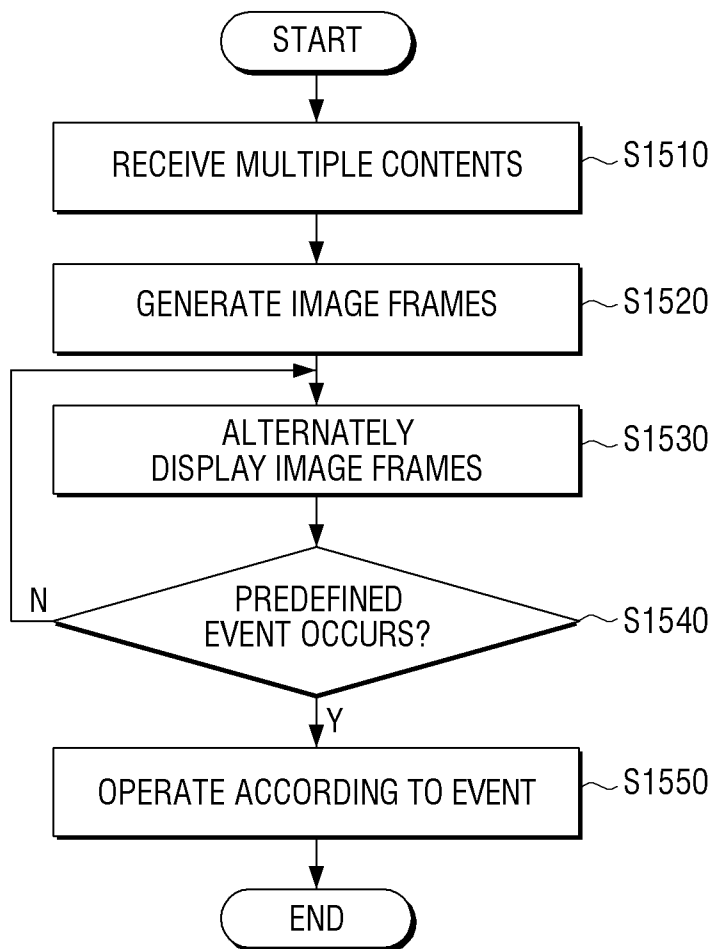 START
RECEIVE MULTIPLE CONTENTS
S1510
GENERATE IMAGE FRAMES
S1520
ALTERNATELY
DISPLAY IMAGE FRAMES
S1530
N
PREDEFINED
EVENT OCCURS?
S1540
Y
OPERATE ACCORDING TO EVENT
S1550
END